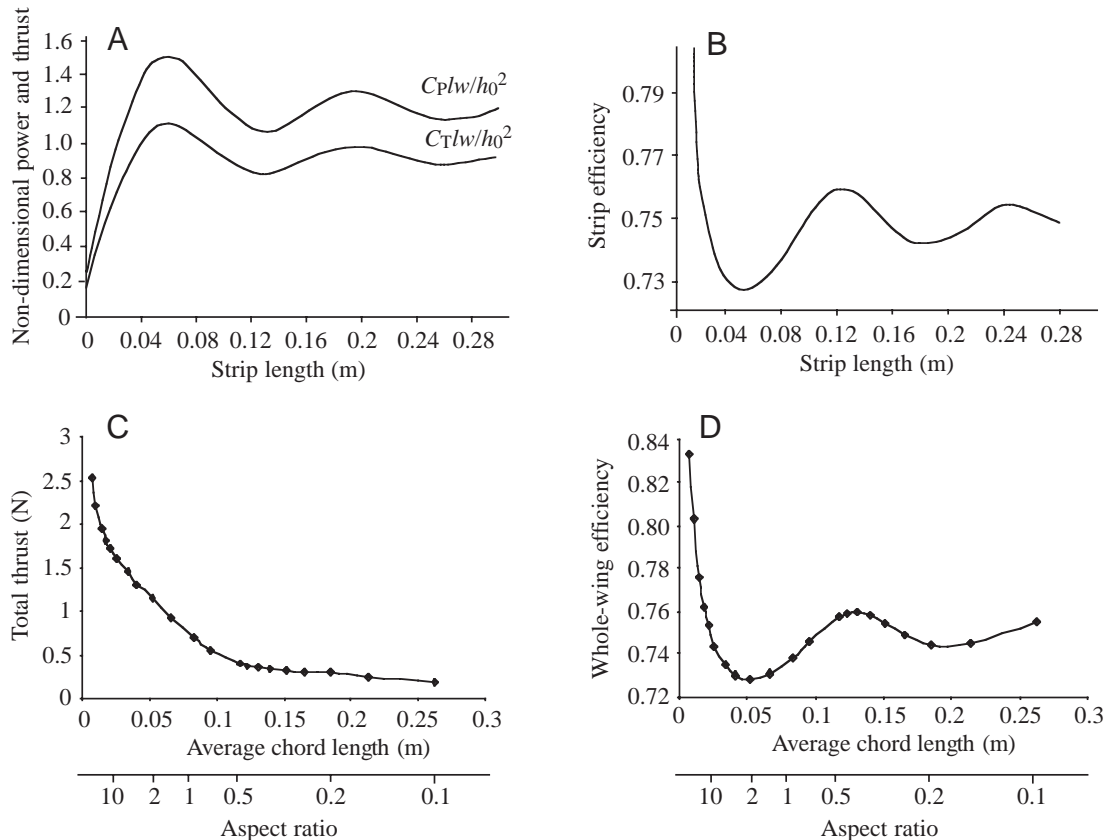 A
Non-dimensional power and thrust
1.6
1.4
1.2
1.0
0.8
0.6
0.4
0.2
0
CPlw/h0²
CTlw/h0²
0 0.04 0.08 0.12 0.16 0.2 0.24 0.28
Strip length (m)
B
Strip efficiency
0.79
0.77
0.75
0.73
0 0.04 0.08 0.12 0.16 0.2 0.24 0.28
Strip length (m)
C
Total thrust (N)
3
2.5
2
1.5
1
0.5
0
0 0.05 0.1 0.15 0.2 0.25 0.3
Average chord length (m)
10 2 1 0.5 0.2 0.1
Aspect ratio
D
Whole-wing efficiency
0.84
0.82
0.80
0.78
0.76
0.74
0.72
0 0.05 0.1 0.15 0.2 0.25 0.3
Average chord length (m)
10 2 1 0.5 0.2 0.1
Aspect ratio